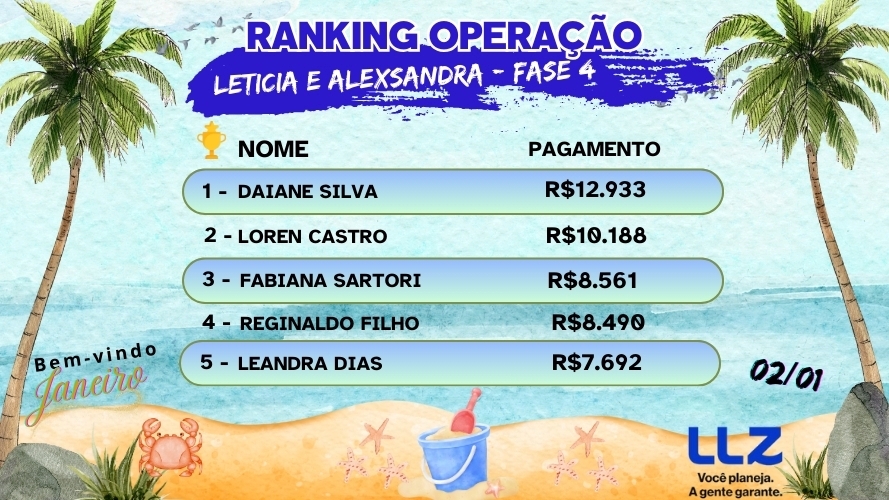 RANKING OPERAÇÃO
LETICIA E ALEXSANDRA - FASE 4
NOME PAGAMENTO
1 - DAIANE SILVA R$12.933
2 - LOREN CASTRO R$10.188
3 - FABIANA SARTORI R$8.561
4 - REGINALDO FILHO R$8.490
5 - LEANDRA DIAS R$7.692
Bem-vindo
Janeiro
02/01
LLZ
Você planeja.
A gente garante.